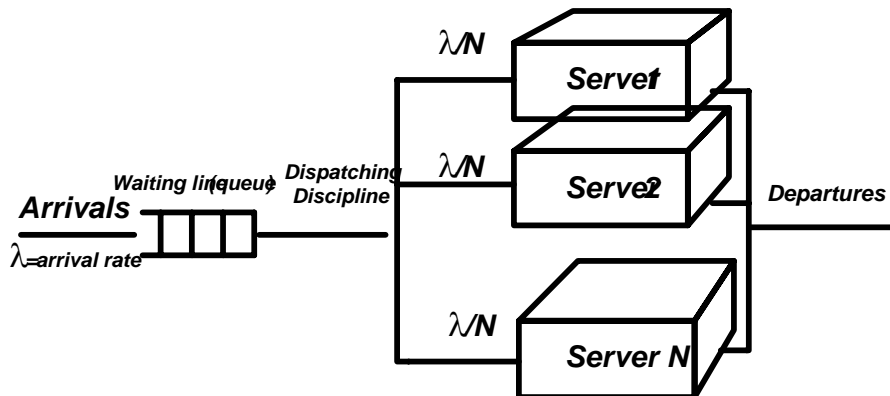 λ/N
Server 1
Waiting line (queue)
Dispatching
Discipline
λ/N
Server 2
Arrivals
Departures
λ=arrival rate
λ/N
Server N